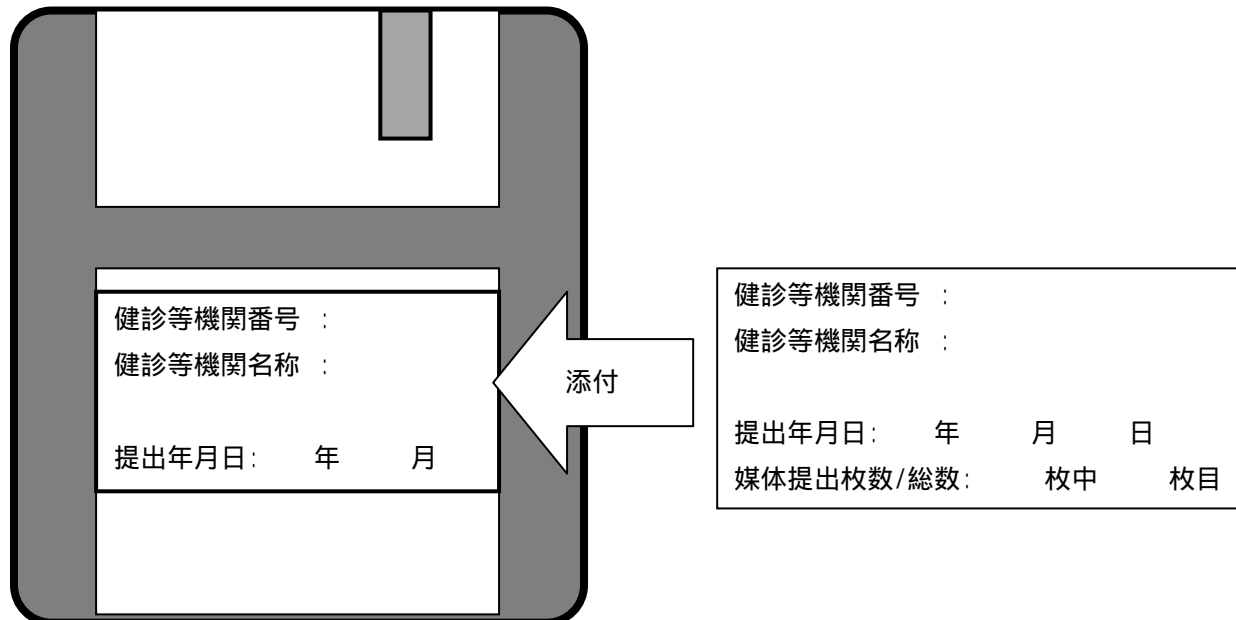 健診等機関番号 :
健診等機関名称 :
提出年月日: 年 月
添付
健診等機関番号 :
健診等機関名称 :
提出年月日: 年 月 日
媒体提出枚数/総数: 枚中 枚目